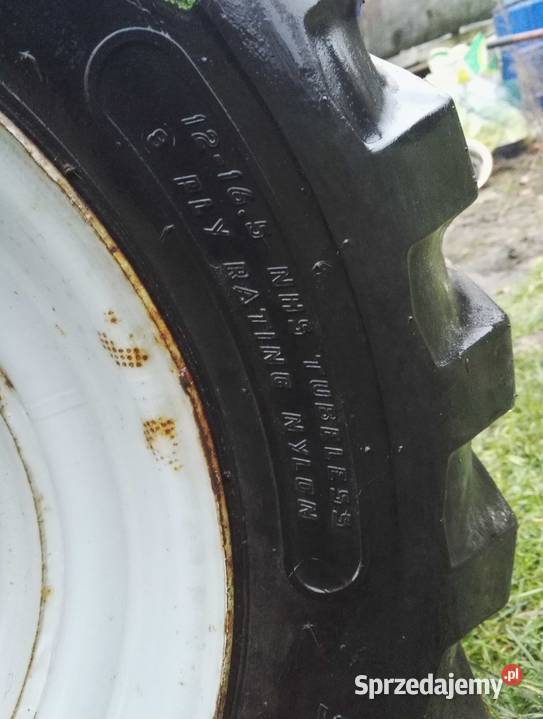 12-16.5 NHS TUBELESS
8 PLY RATING NYLON
Sprzedajemy.pl